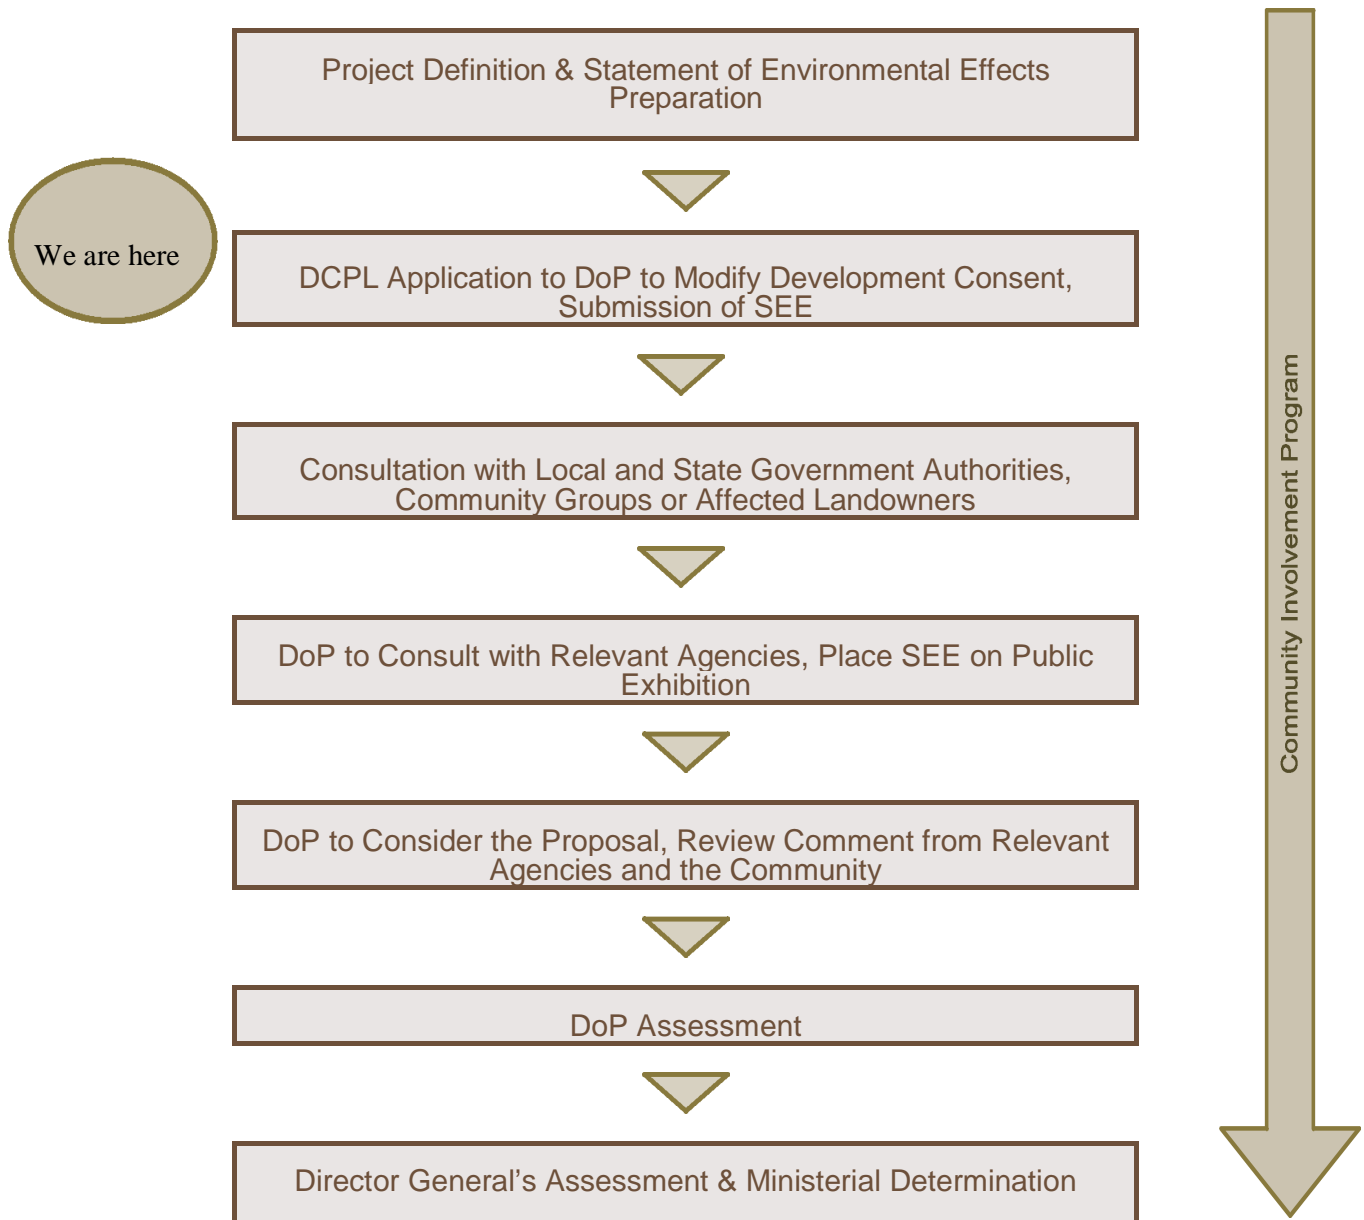 Project Definition & Statement of Environmental Effects
Preparation
We are here
DCPL Application to DoP to Modify Development Consent,
Submission of SEE
Consultation with Local and State Government Authorities,
Community Groups or Affected Landowners
DoP to Consult with Relevant Agencies, Place SEE on Public
Exhibition
DoP to Consider the Proposal, Review Comment from Relevant
Agencies and the Community
DoP Assessment
Director General’s Assessment & Ministerial Determination
Community Involvement Program